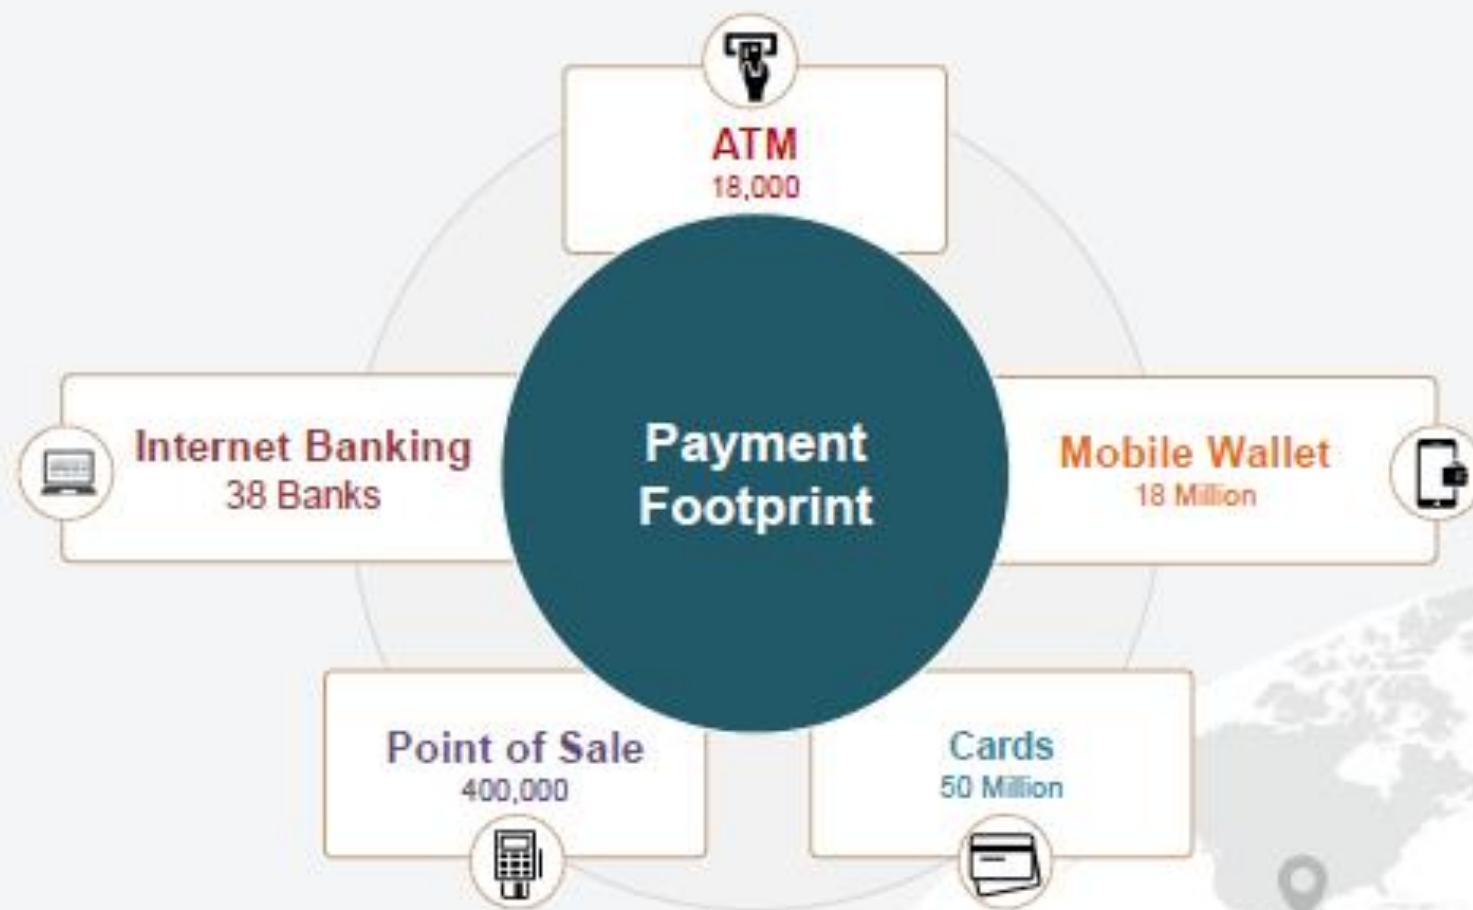 ATM
18,000
Internet Banking
38 Banks
Payment
Footprint
Mobile Wallet
18 Million
Point of Sale
400,000
Cards
50 Million